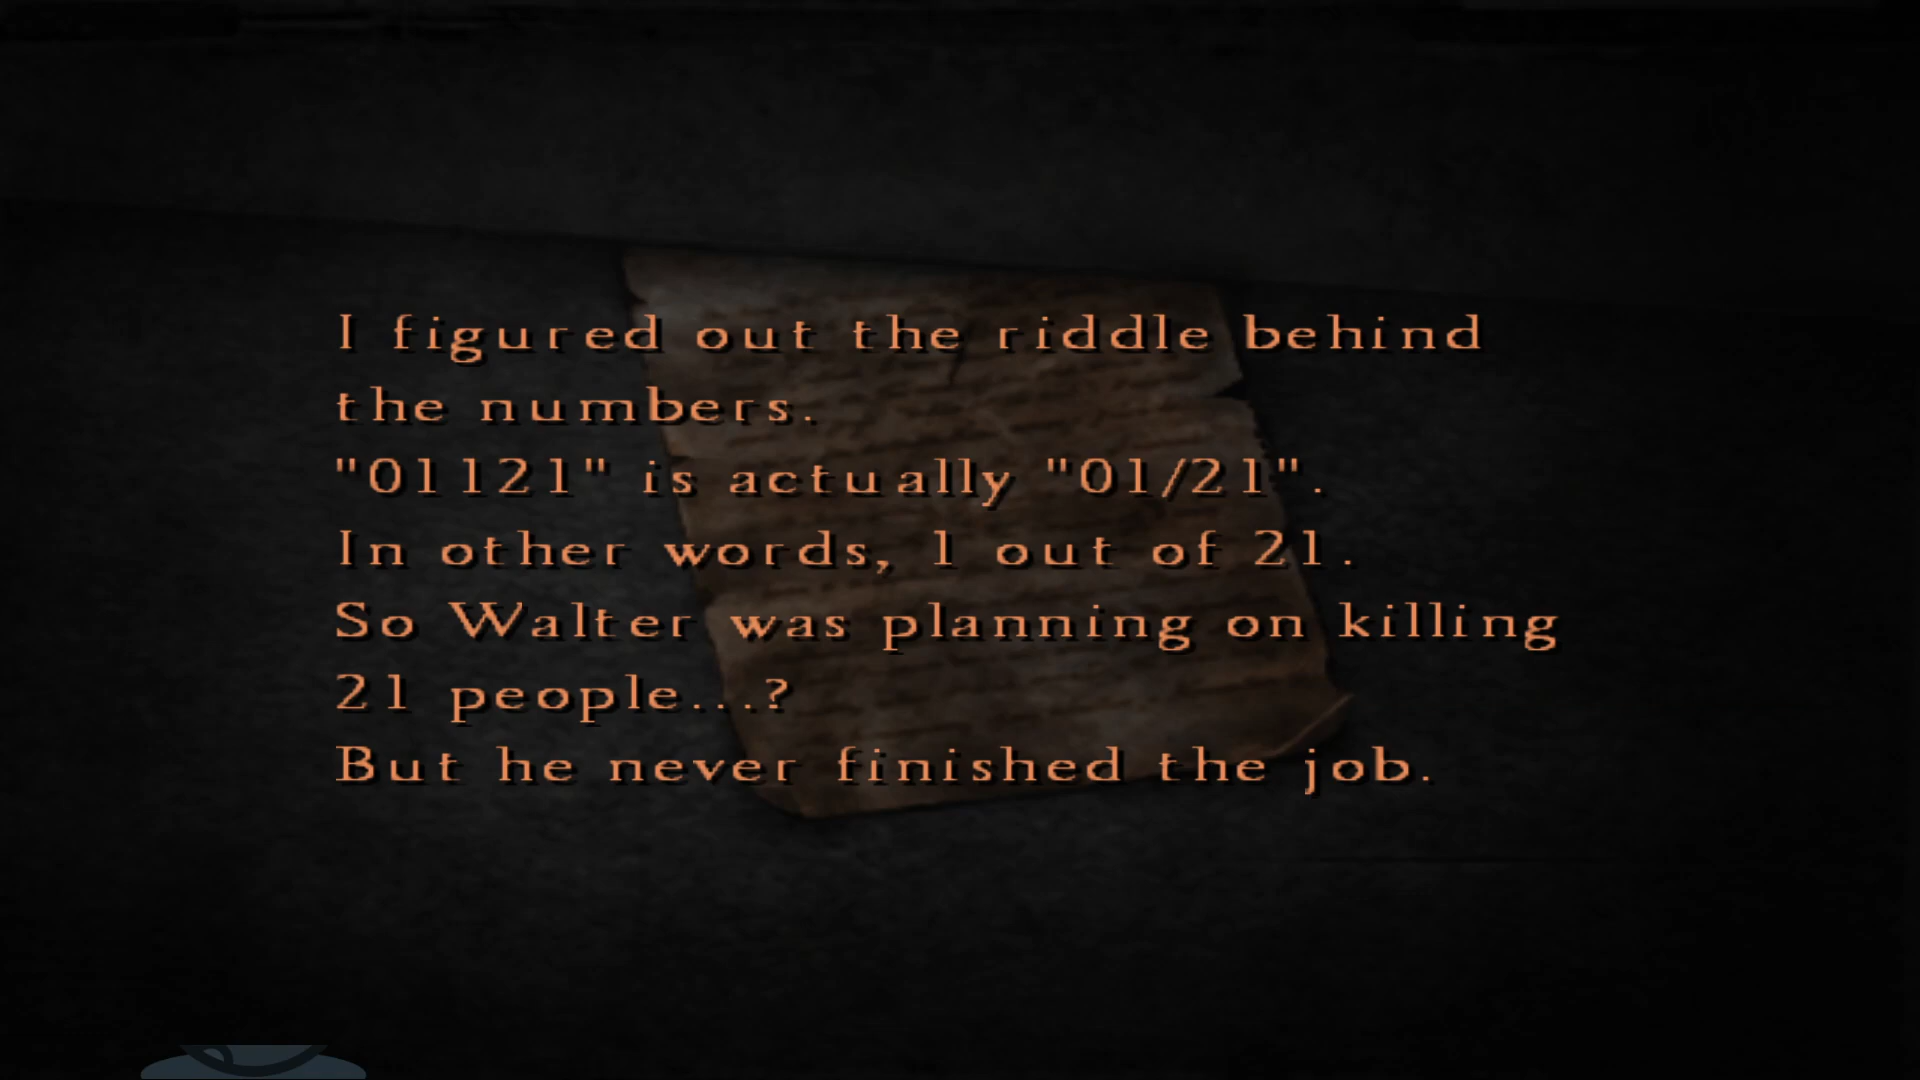 I figured out the riddle behind
the numbers.
"01121" is actually "01/21".
In other words, 1 out of 21.
So Walter was planning on killing
21 people...?
But he never finished the job.